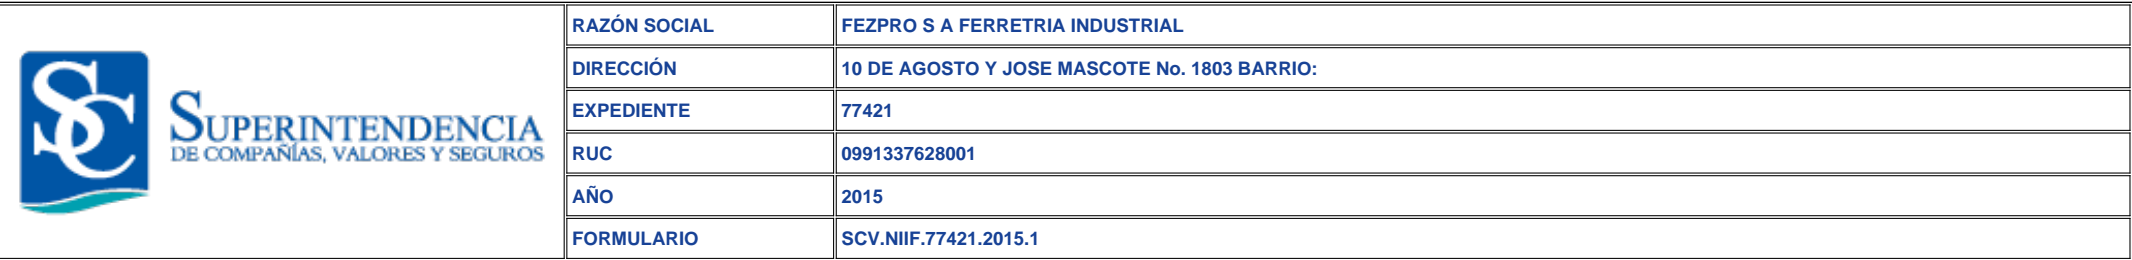 SC
SUPERINTENDENCIA
DE COMPAÑÍAS, VALORES Y SEGUROS
RAZÓN SOCIAL FEZPRO S A FERRETRIA INDUSTRIAL
DIRECCIÓN 10 DE AGOSTO Y JOSE MASCOTE No. 1803 BARRIO:
EXPEDIENTE 77421
RUC 0991337628001
AÑO 2015
FORMULARIO SCV.NIIF.77421.2015.1